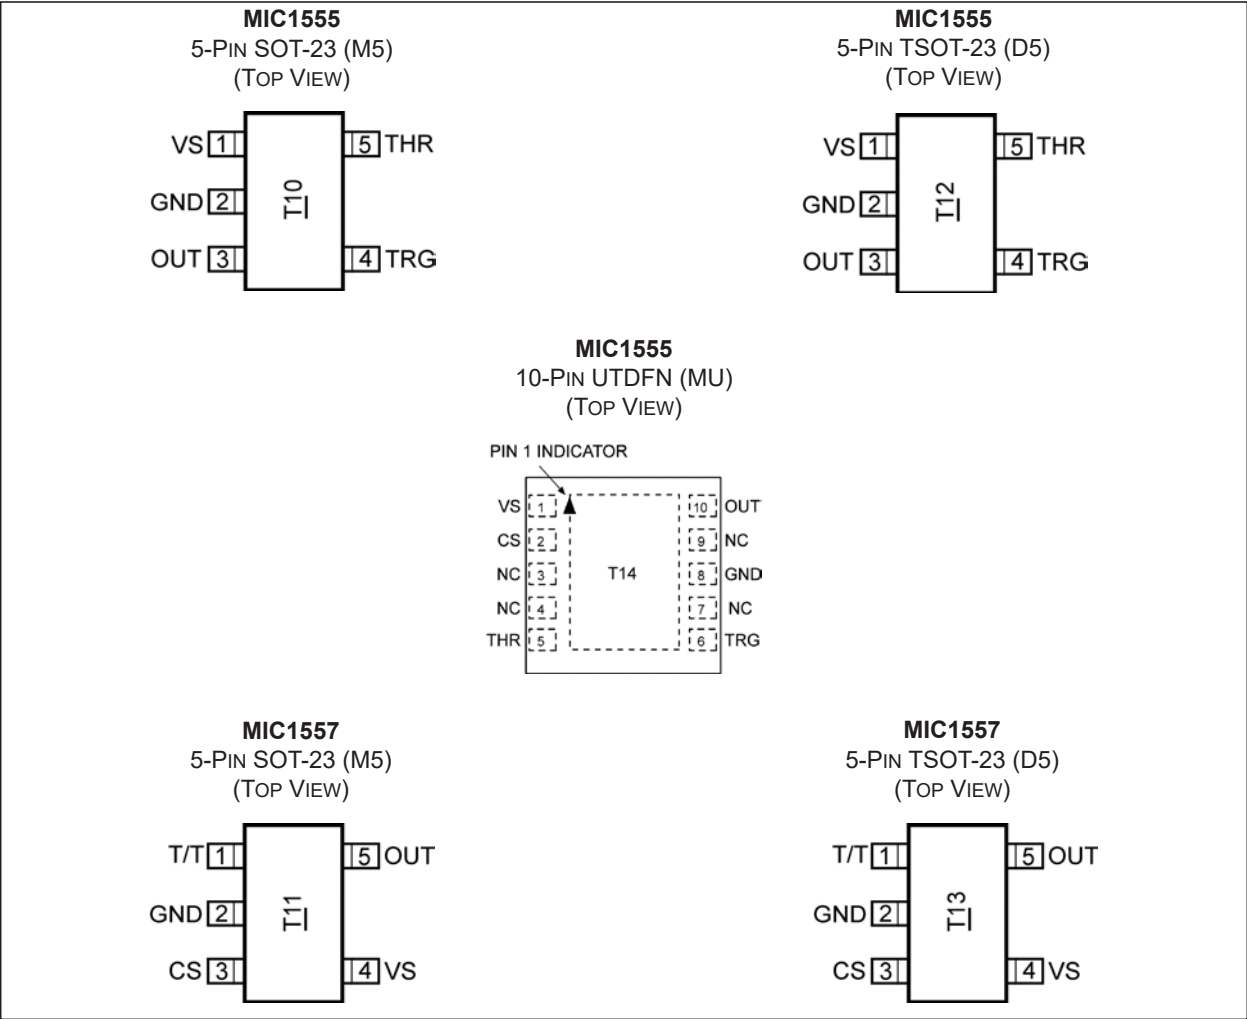 MIC1555
5-PIN SOT-23 (M5)
(TOP VIEW)
VS 1 5 THR
GND 2
T10
OUT 3 4 TRG
MIC1555
5-PIN TSOT-23 (D5)
(TOP VIEW)
VS 1 5 THR
GND 2
T12
OUT 3 4 TRG
MIC1555
10-PIN UTDFN (MU)
(TOP VIEW)
PIN 1 INDICATOR
VS 1 10 OUT
CS 2 9 NC
NC 3 T14 8 GND
NC 4 7 NC
THR 5 6 TRG
MIC1557
5-PIN SOT-23 (M5)
(TOP VIEW)
T/T 1 5 OUT
GND 2
T11
CS 3 4 VS
MIC1557
5-PIN TSOT-23 (D5)
(TOP VIEW)
T/T 1 5 OUT
GND 2
T13
CS 3 4 VS